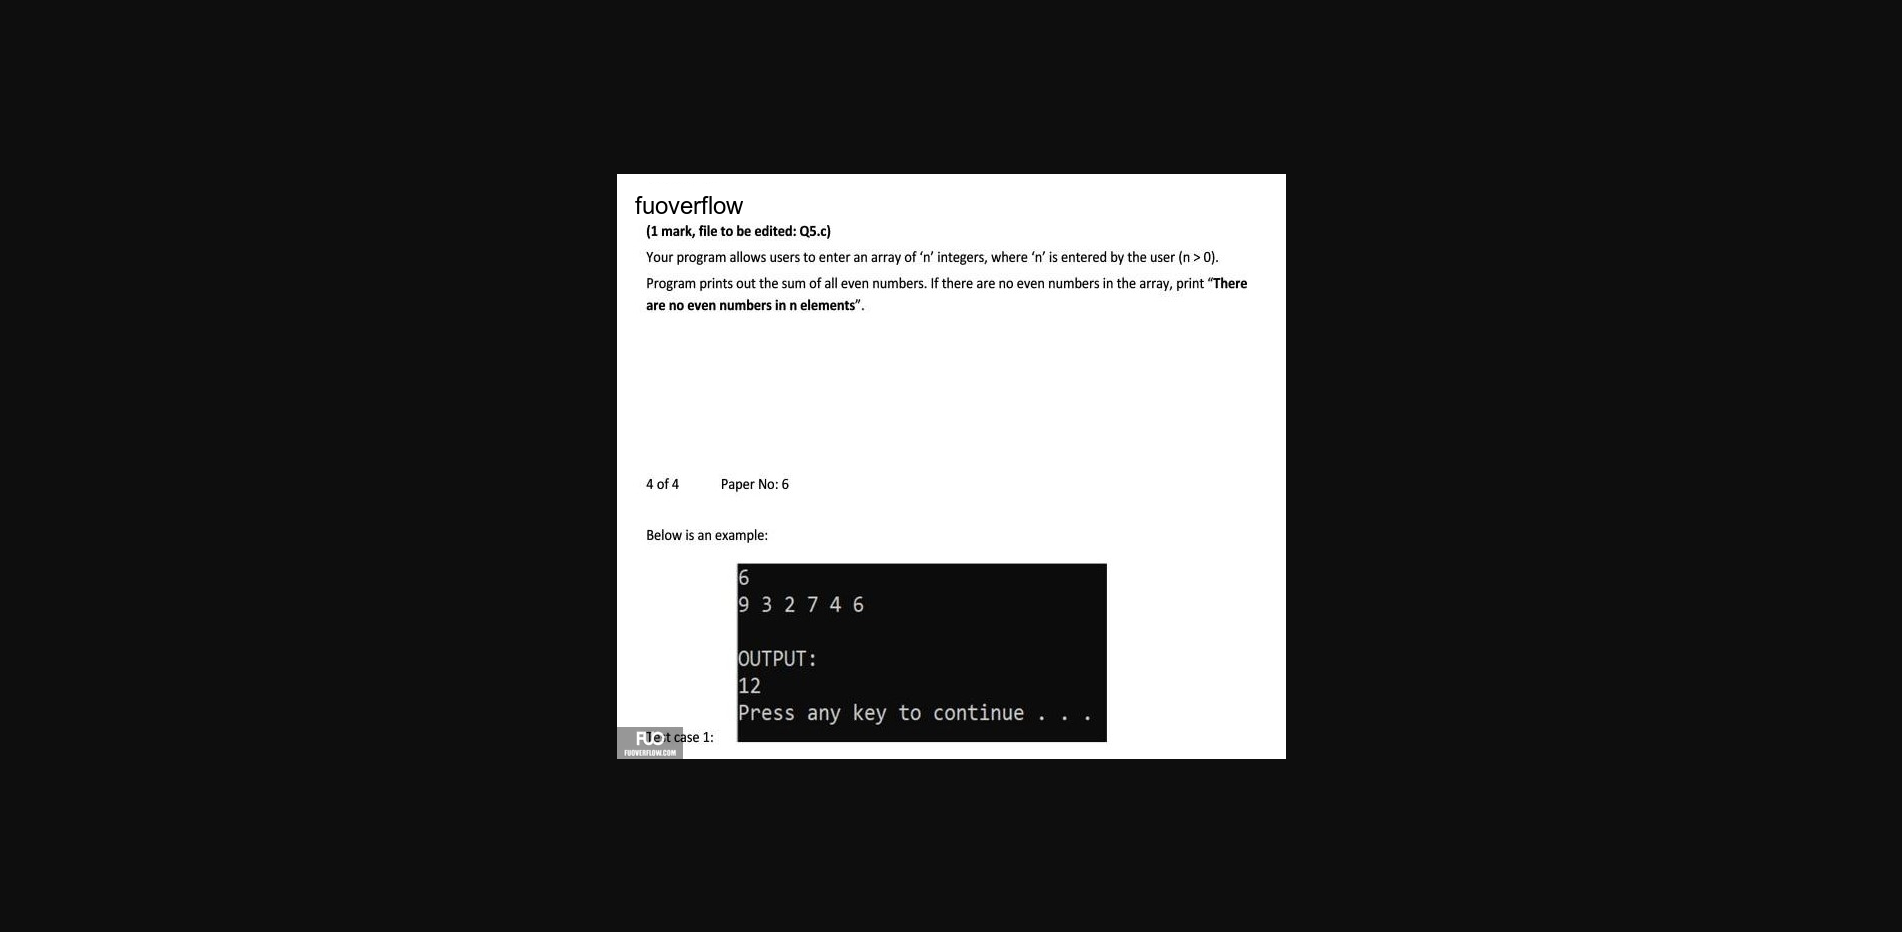 fuoverflow
(1 mark, file to be edited: Q5.c)
Your program allows users to enter an array of ‘n’ integers, where ‘n’ is entered by the user (n > 0).
Program prints out the sum of all even numbers. If there are no even numbers in the array, print “There
are no even numbers in n elements”.
4 of 4 Paper No: 6
Below is an example:
6
9 3 2 7 4 6
OUTPUT:
12
Press any key to continue . . .
Test case 1:
FUO
FUOVERFLOW.COM